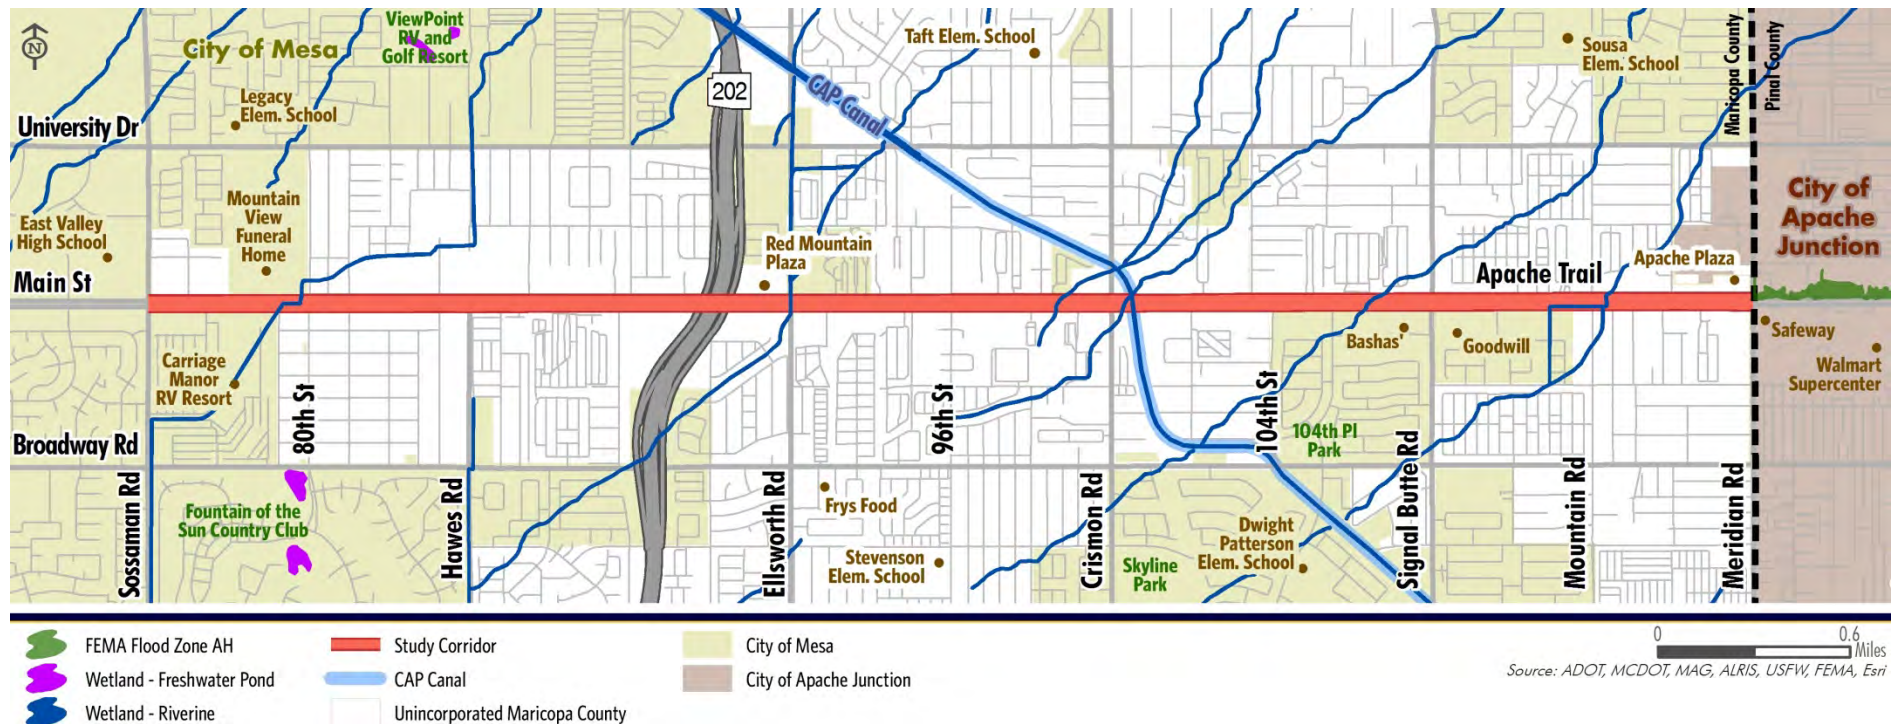 N
City of Mesa
ViewPoint
RV and
Golf Resort
Taft Elem. School
Sousa
Elem. School
Maricopa County
Pinal County
202
CAP Canal
Legacy
Elem. School
University Dr
Mountain
View
Funeral
Home
East Valley
High School
Red Mountain
Plaza
City of
Apache
Junction
Main St
Apache Trail
Apache Plaza
Carriage
Manor
RV Resort
Bashas'
Goodwill
Safeway
Walmart
Supercenter
80th St
96th St
104th St
104th Pl
Park
Broadway Rd
Sossaman Rd
Fountain of the
Sun Country Club
Hawes Rd
Ellsworth Rd
Frys Food
Stevenson
Elem. School
Crismon Rd
Skyline
Park
Dwight
Patterson
Elem. School
Signal Butte Rd
Mountain Rd
Meridian Rd
FEMA Flood Zone AH
Wetland - Freshwater Pond
Wetland - Riverine
Study Corridor
CAP Canal
Unincorporated Maricopa County
City of Mesa
City of Apache Junction
0 0.6
Miles
Source: ADOT, MCDOT, MAG, ALRIS, USFW, FEMA, Esri